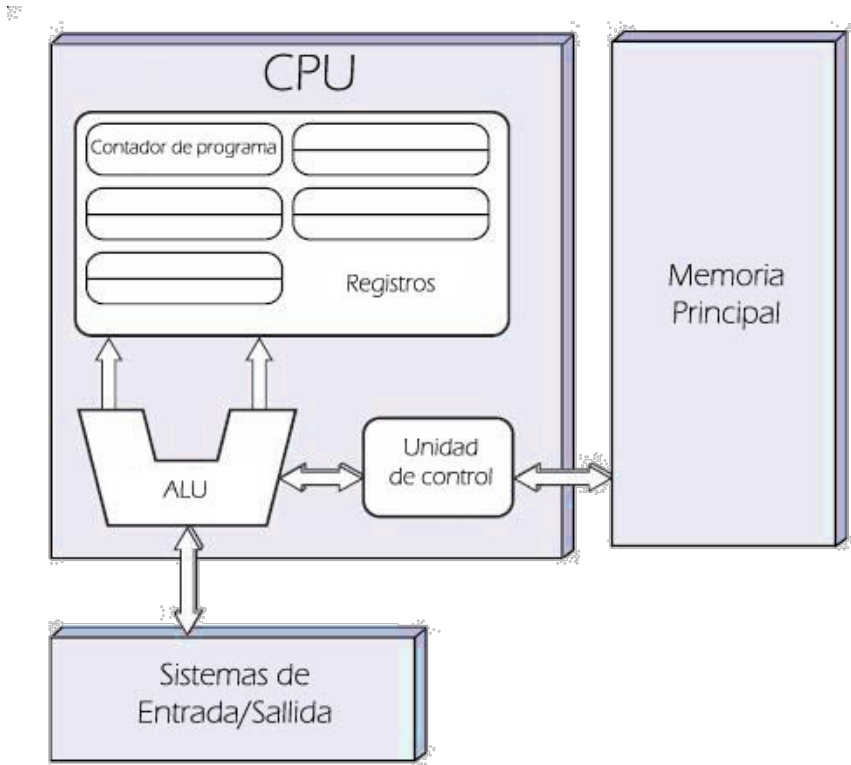 CPU
Contador de programa
Registros
Memoria
Principal
Unidad
de control
ALU
Sistemas de
Entrada/Sallida